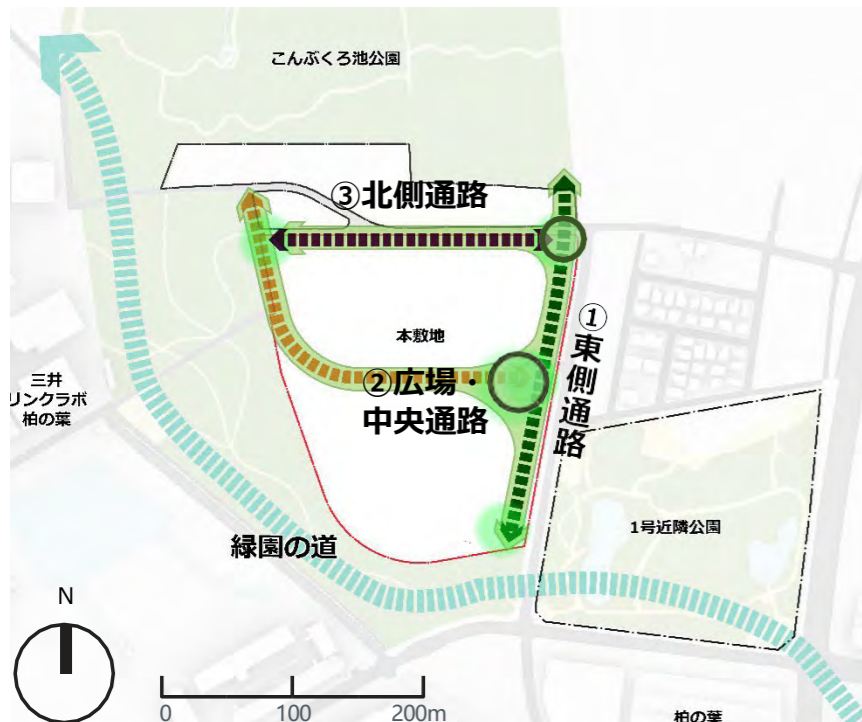 こんぶくろ池公園
③北側通路
①東側通路
本敷地
②広場・
中央通路
三井
リンクラボ
柏の葉
1号近隣公園
緑園の道
N
0 100 200m
柏の葉